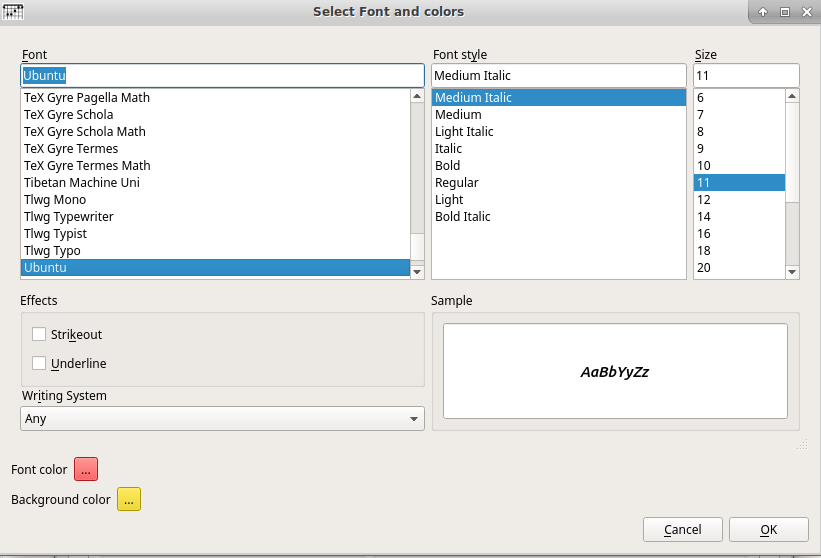 Select Font and colors
Font
Font style
Size
Ubuntu
Medium Italic
11
TeX Gyre Pagella Math
TeX Gyre Schola
TeX Gyre Schola Math
TeX Gyre Termes
TeX Gyre Termes Math
Tibetan Machine Uni
Tlwg Mono
Tlwg Typewriter
Tlwg Typist
Tlwg Typo
Ubuntu
Medium Italic
Medium
Light Italic
Italic
Bold
Regular
Light
Bold Italic
6
7
8
9
10
11
12
14
16
18
20
Effects
Strikeout
Underline
Writing System
Any
Sample
AaBbYyZz
Font color
...
Background color
...
Cancel
OK